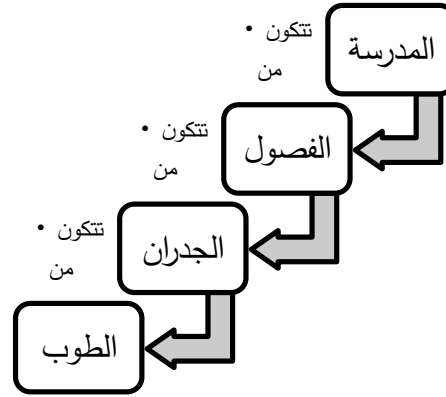 المدرسة
• تتكون
من
الفصول
• تتكون
من
الجدران
• تتكون
من
الطوب